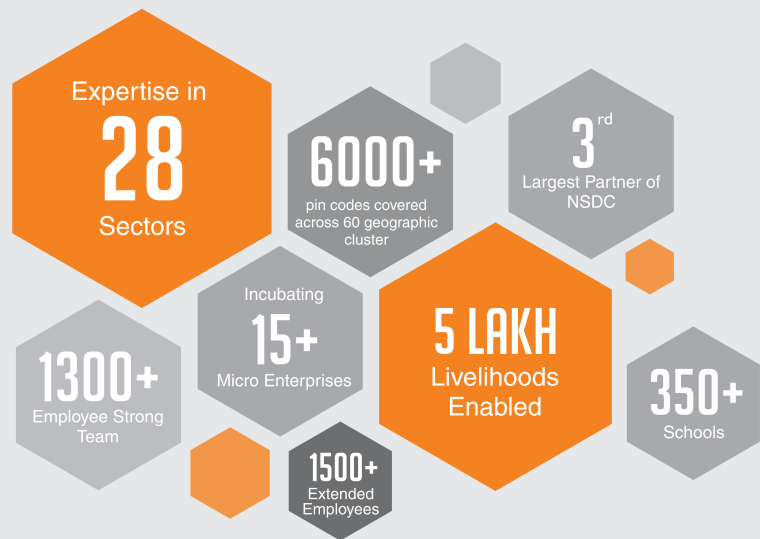 Expertise in
28
Sectors
6000+
pin codes covered
across 60 geographic
cluster
3rd
Largest Partner of
NSDC
Incubating
15+
Micro Enterprises
5 LAKH
Livelihoods
Enabled
1300+
Employee Strong
Team
350+
Schools
1500+
Extended
Employees